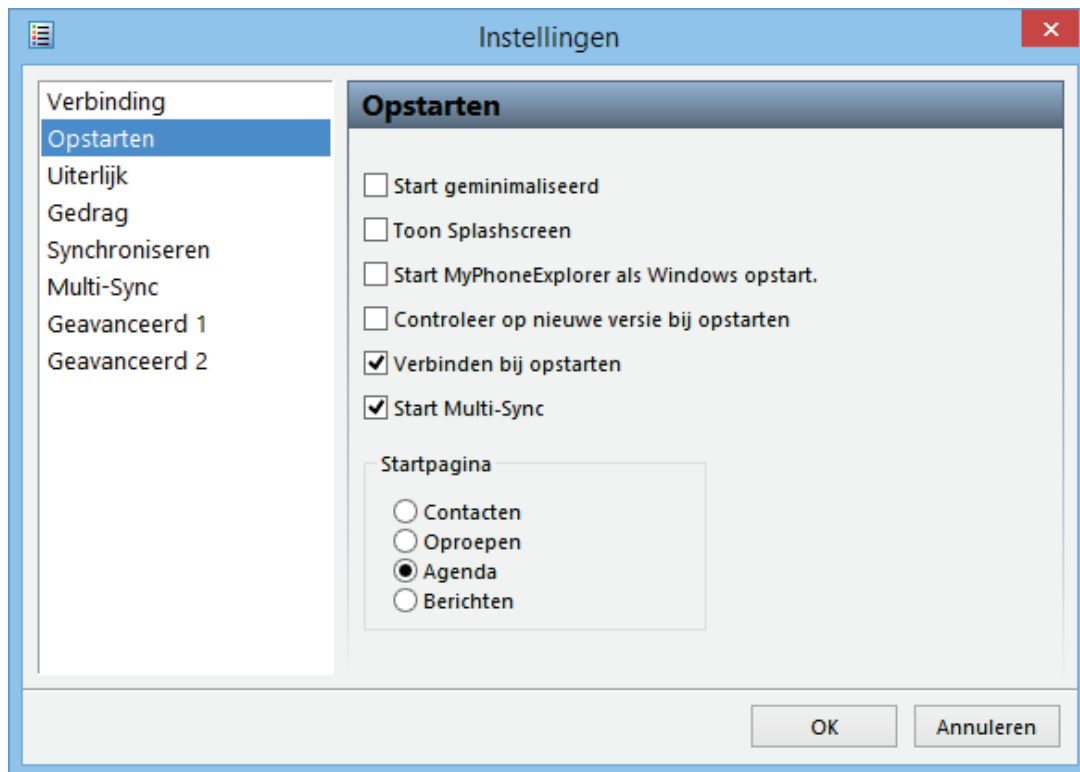 Instellingen
Verbinding
Opstarten
Uiterlijk
Gedrag
Synchroniseren
Multi-Sync
Geavanceerd 1
Geavanceerd 2
Opstarten
Start geminimaliseerd
Toon Splashscreen
Start MyPhoneExplorer als Windows opstart.
Controleer op nieuwe versie bij opstarten
Verbinden bij opstarten
Start Multi-Sync
Startpagina
Contacten
Oproepen
Agenda
Berichten
OK
Annuleren